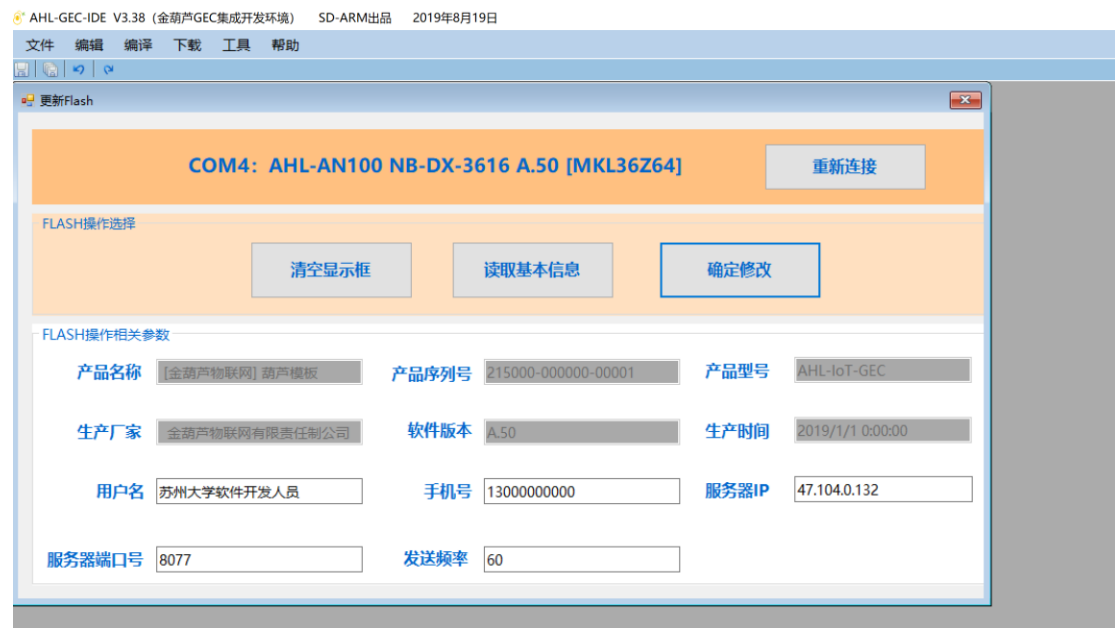 AHL-GEC-IDE V3.38 (金葫芦GEC集成开发环境) SD-ARM出品 2019年8月19日
文件 编辑 编译 下载 工具 帮助
更新Flash
COM4: AHL-AN100 NB-DX-3616 A.50 [MKL36Z64] 重新连接
FLASH操作选择
清空显示框 读取基本信息 确定修改
FLASH操作相关参数
产品名称 [金葫芦物联网] 葫芦模板 产品序列号 215000-000000-00001 产品型号 AHL-IoT-GEC
生产厂家 金葫芦物联网有限责任制公司 软件版本 A.50 生产时间 2019/1/1 0:00:00
用户名 苏州大学软件开发人员 手机号 13000000000 服务器IP 47.104.0.132
服务器端口号 8077 发送频率 60